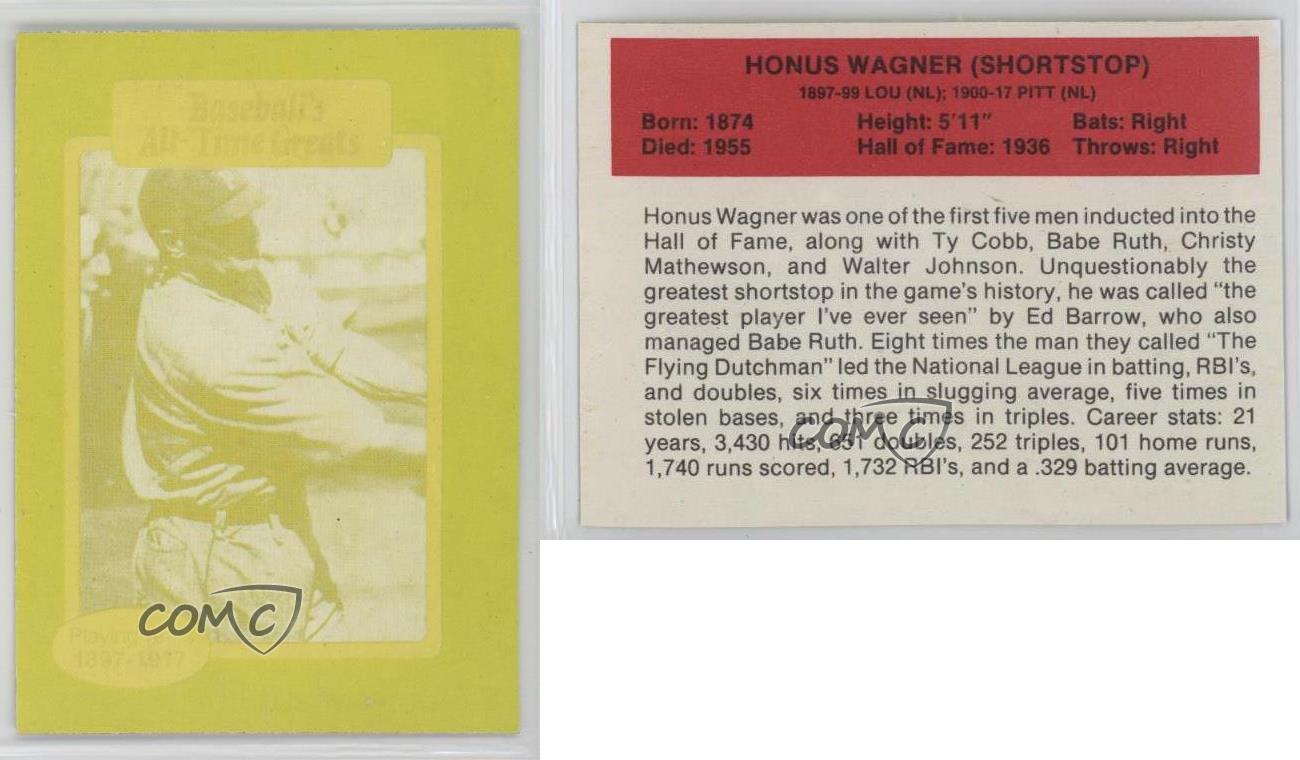 Baseball's
All-Time Greats
Playing
1897-1917
COMC
HONUS WAGNER (SHORTSTOP)
1897-99 LOU (NL); 1900-17 PITT (NL)
Born: 1874 Height: 5'11" Bats: Right
Died: 1955 Hall of Fame: 1936 Throws: Right
Honus Wagner was one of the first five men inducted into the
Hall of Fame, along with Ty Cobb, Babe Ruth, Christy
Mathewson, and Walter Johnson. Unquestionably the
greatest shortstop in the game's history, he was called "the
greatest player I've ever seen" by Ed Barrow, who also
managed Babe Ruth. Eight times the man they called "The
Flying Dutchman" led the National League in batting, RBI's,
and doubles, six times in slugging average, five times in
stolen bases, and three times in triples. Career stats: 21
years, 3,430 hits, 651 doubles, 252 triples, 101 home runs,
1,740 runs scored, 1,732 RBI's, and a .329 batting average.
COMC